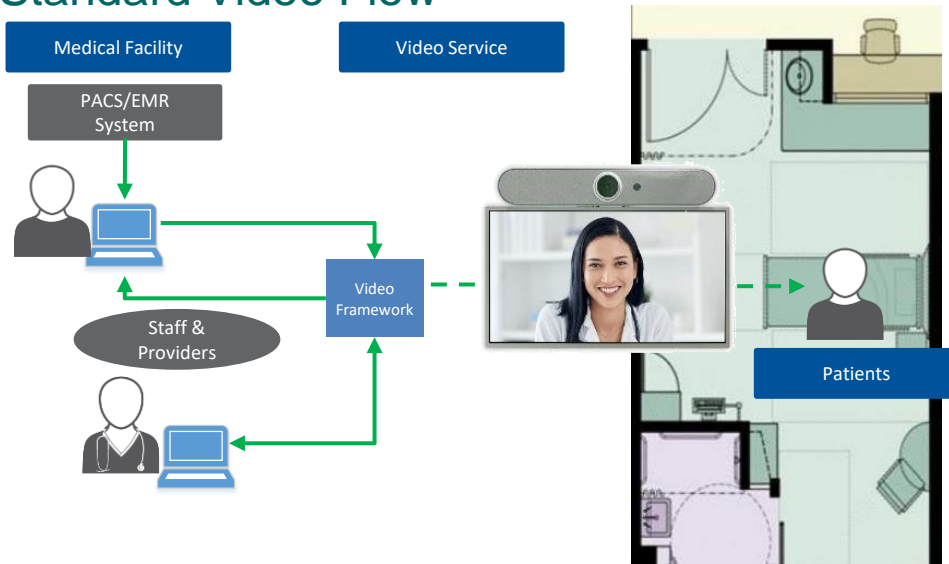 Standard Video Flow
Medical Facility
Video Service
PACS/EMR
System
Video
Framework
Staff &
Providers
Patients